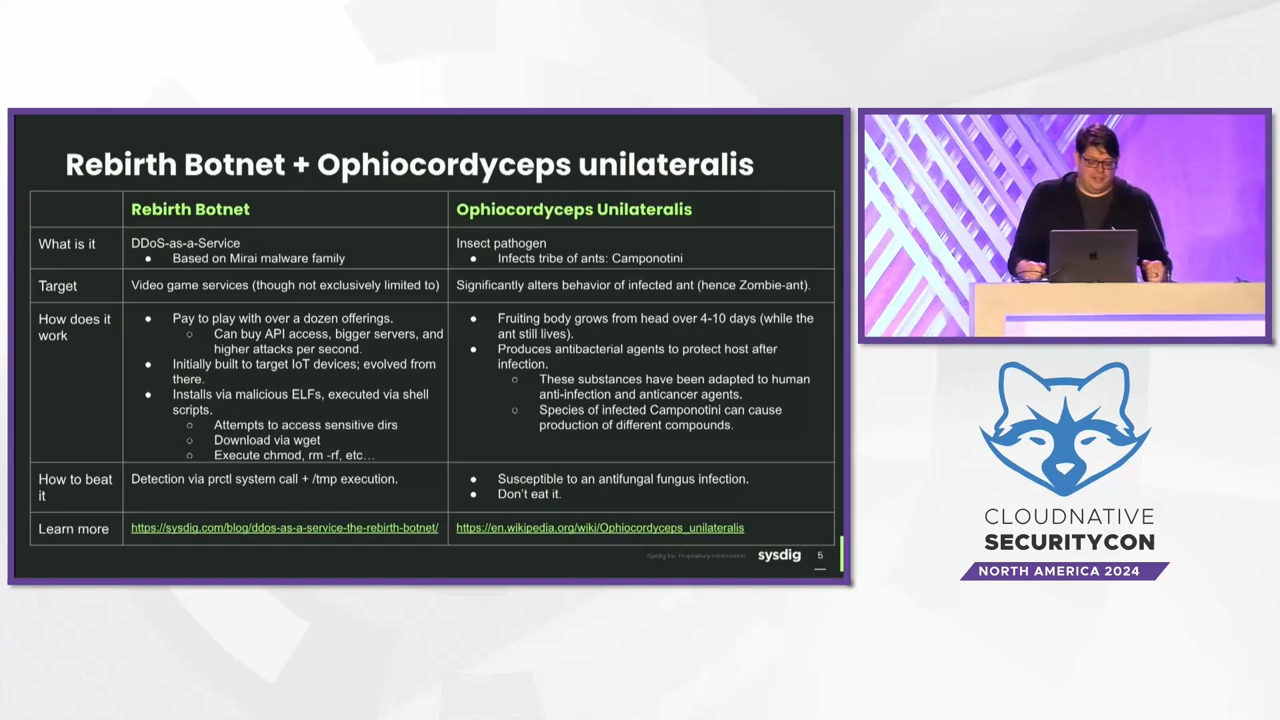 Rebirth Botnet + Ophiocordyceps unilateralis
Rebirth Botnet
Ophiocordyceps Unilateralis
What is it
DDoS-as-a-Service
● Based on Mirai malware family
Insect pathogen
● Infects tribe of ants: Camponotini
Target
Video game services (though not exclusively limited to)
Significantly alters behavior of infected ant (hence Zombie-ant).
How does it
work
● Pay to play with over a dozen offerings.
○ Can buy API access, bigger servers, and
higher attacks per second.
● Initially built to target IoT devices; evolved from
there.
● Installs via malicious ELFs, executed via shell
scripts.
○ Attempts to access sensitive dirs
○ Download via wget
○ Execute chmod, rm -rf, etc…
● Fruiting body grows from head over 4-10 days (while the
ant still lives).
● Produces antibacterial agents to protect host after
infection.
○ These substances have been adapted to human
anti-infection and anticancer agents.
○ Species of infected Camponotini can cause
production of different compounds.
How to beat
it
Detection via prctl system call + /tmp execution.
● Susceptible to an antifungal fungus infection.
● Don't eat it.
Learn more
https://sysdig.com/blog/ddos-as-a-service-the-rebirth-botnet/
https://en.wikipedia.org/wiki/Ophiocordyceps_unilateralis
Sysdig Inc. Proprietary Information
sysdig
5
CLOUDNATIVE
SECURITYCON
NORTH AMERICA 2024